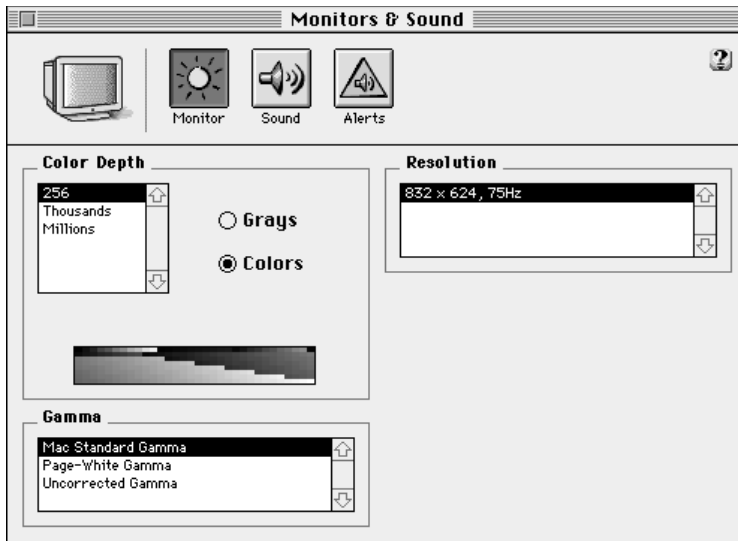 Monitors & Sound
Monitor
Sound
Alerts
Color Depth
256
Thousands
Millions
Grays
Colors
Resolution
832 x 624, 75Hz
Gamma
Mac Standard Gamma
Page-White Gamma
Uncorrected Gamma